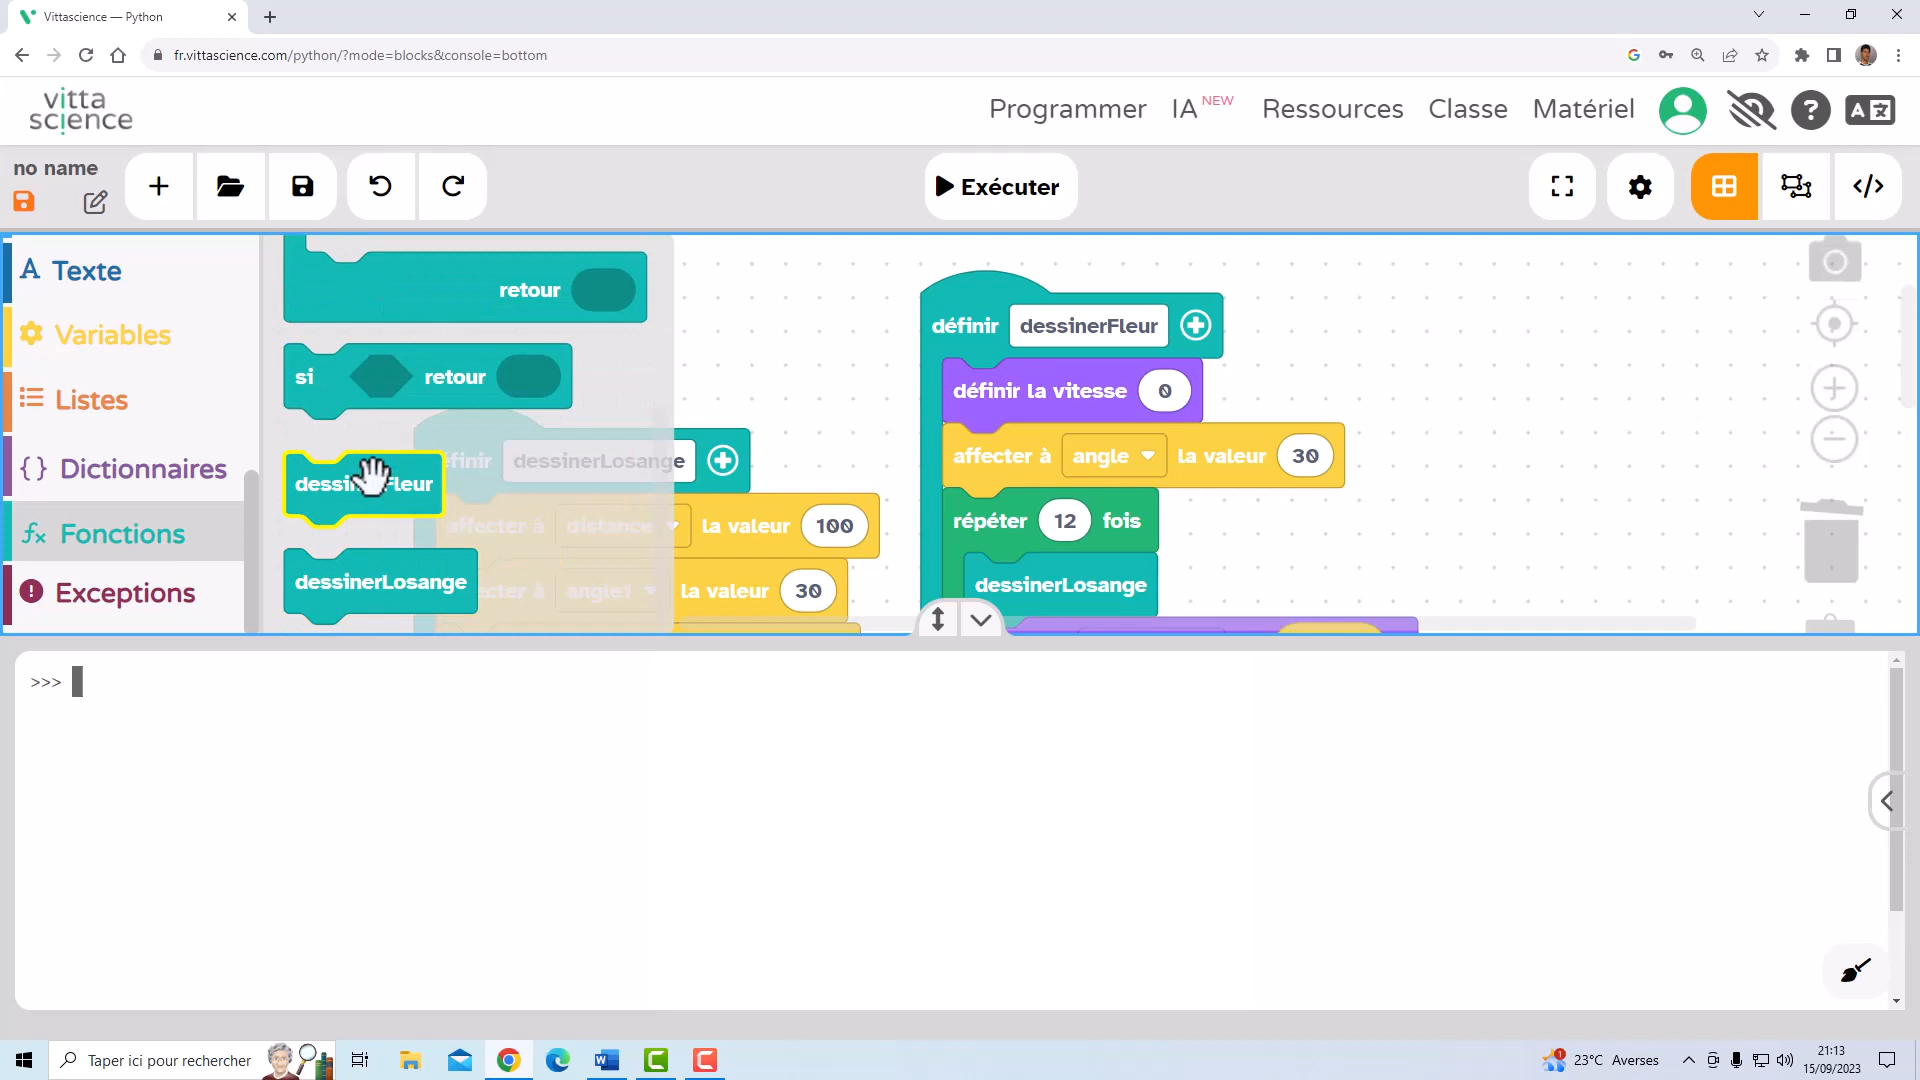 Vittascience — Python
fr.vittascience.com/python/?mode=blocks&console=bottom
vitta
science
Programmer
IA NEW
Ressources
Classe
Matériel
no name
Exécuter
Texte
Variables
Listes
Dictionnaires
Fonctions
Exceptions
retour
si retour
dessinerLosange
définir dessinerFleur
définir la vitesse 0
affecter à angle la valeur 30
répéter 12 fois
dessinerLosange
dessinerLosange
affecter à distance la valeur 100
angle1 la valeur 30
>>>
Taper ici pour rechercher
23°C Averses
21:13
15/09/2023